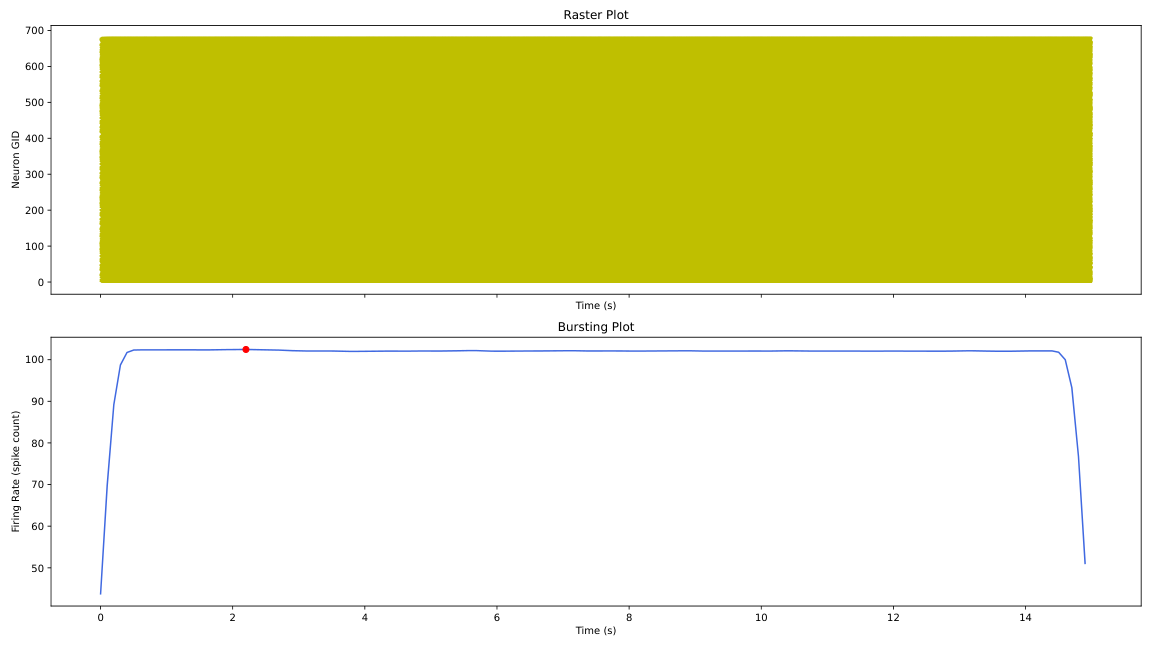 Raster Plot
700
600
500
400
300
200
100
0
Neuron GID
Time (s)
Bursting Plot
100
90
80
70
60
50
Firing Rate (spike count)
0 2 4 6 8 10 12 14
Time (s)